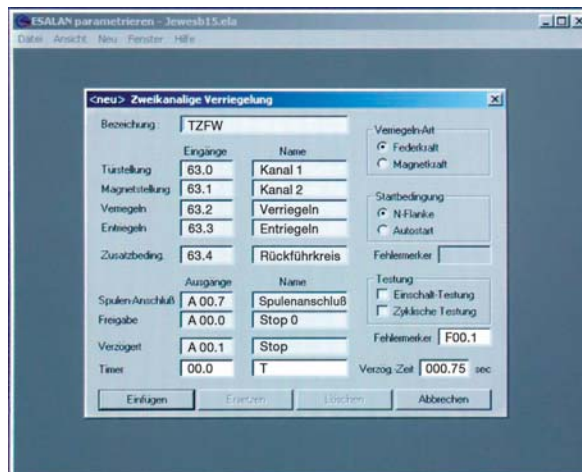 ESALAN parametrieren - Jewesb15.ela
Datei Ansicht Neu Fenster Hilfe
<neu> Zweikanalige Verriegelung
Bezeichung: TZFW
Eingänge Name
Türstellung 63.0 Kanal 1
Magnetstellung 63.1 Kanal 2
Verriegeln 63.2 Verriegeln
Entriegeln 63.3 Entriegeln
Zusatzbeding. 63.4 Rückführkreis
Ausgänge Name
Spulen-Anschluß A 00.7 Spulenanschluß
Freigabe A 00.0 Stop 0
Verzögert A 00.1 Stop
Timer 00.0 T
Verriegeln-Art
Federkraft
Magnetkraft
Startbedingung
N-Flanke
Autostart
Fehlermerker
Testung
Einschalt-Testung
Zyklische Testung
Fehlermerker F00.1
Verzög.-Zeit 000.75 sec
Einfügen Ersetzen Löschen Abbrechen